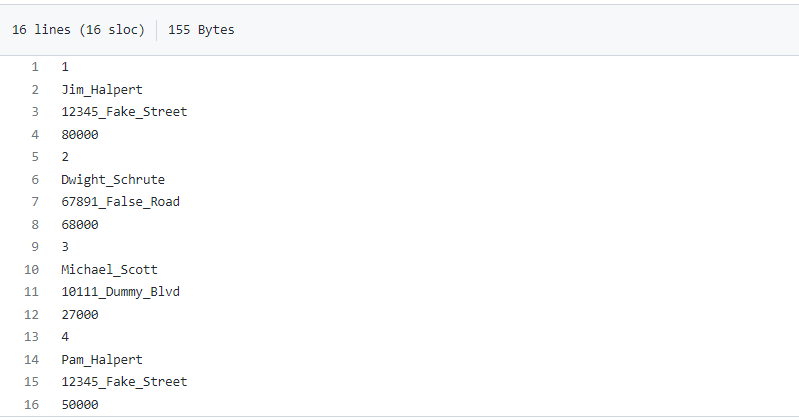 16 lines (16 sloc) 155 Bytes
1 1
2 Jim_Halpert
3 12345_Fake_Street
4 80000
5 2
6 Dwight_Schrute
7 67891_False_Road
8 68000
9 3
10 Michael_Scott
11 10111_Dummy_Blvd
12 27000
13 4
14 Pam_Halpert
15 12345_Fake_Street
16 50000